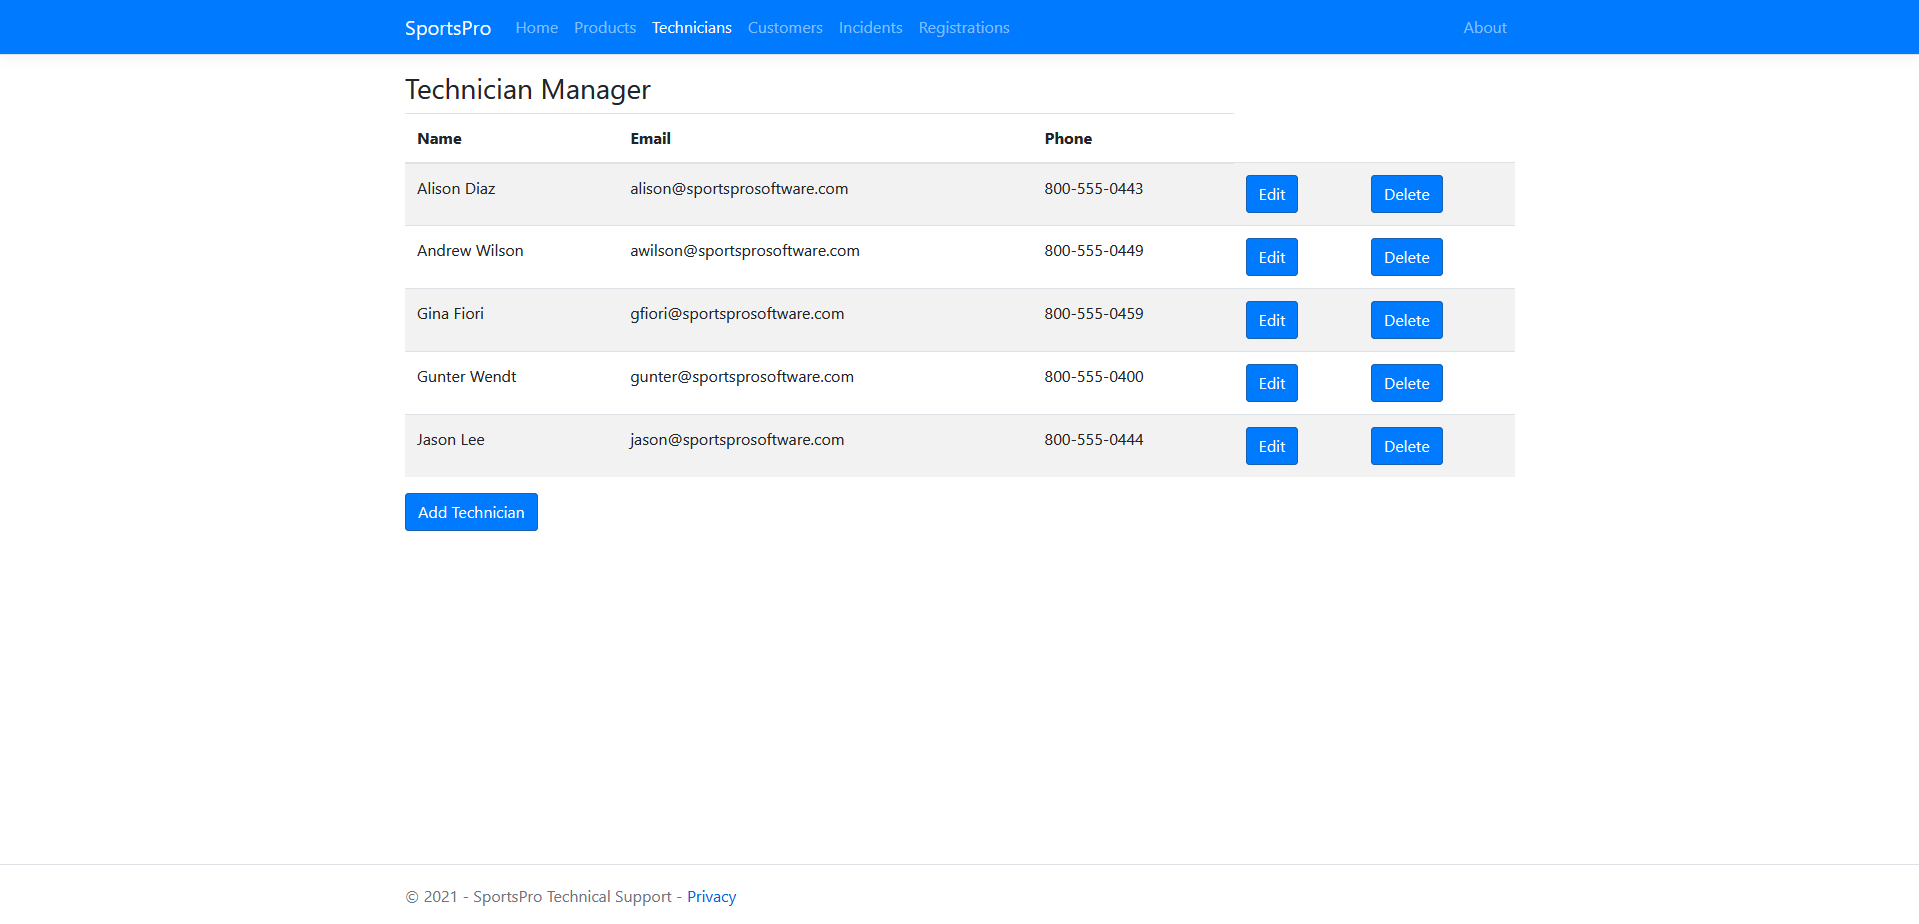 SportsPro Home Products Technicians Customers Incidents Registrations About
Technician Manager
Name Email Phone
Alison Diaz alison@sportsprosoftware.com 800-555-0443 Edit Delete
Andrew Wilson awilson@sportsprosoftware.com 800-555-0449 Edit Delete
Gina Fiori gfiori@sportsprosoftware.com 800-555-0459 Edit Delete
Gunter Wendt gunter@sportsprosoftware.com 800-555-0400 Edit Delete
Jason Lee jason@sportsprosoftware.com 800-555-0444 Edit Delete
Add Technician
© 2021 - SportsPro Technical Support - Privacy